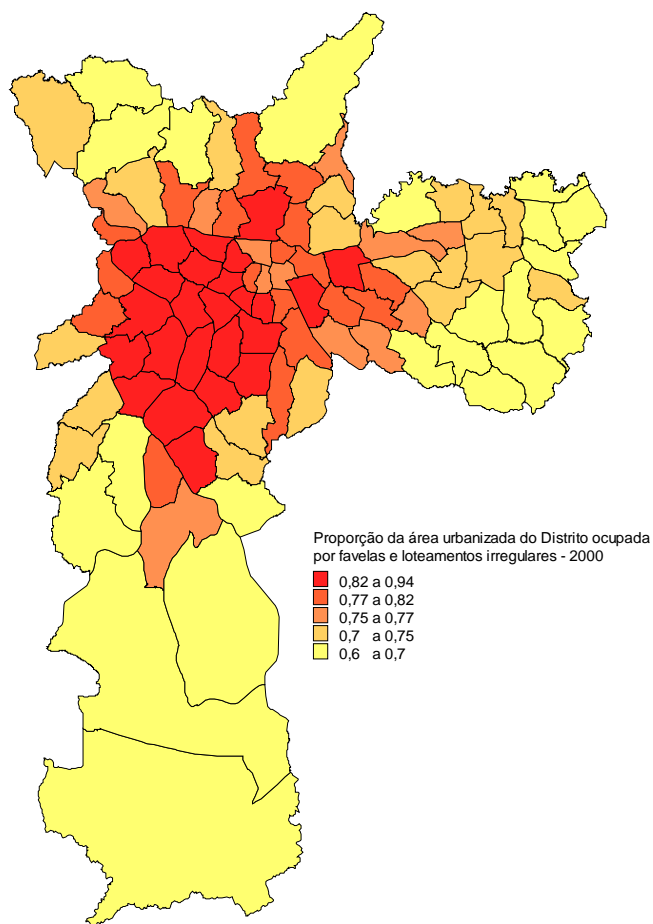 Proporção da área urbanizada do Distrito ocupada
por favelas e loteamentos irregulares - 2000
0,82 a 0,94
0,77 a 0,82
0,75 a 0,77
0,7 a 0,75
0,6 a 0,7